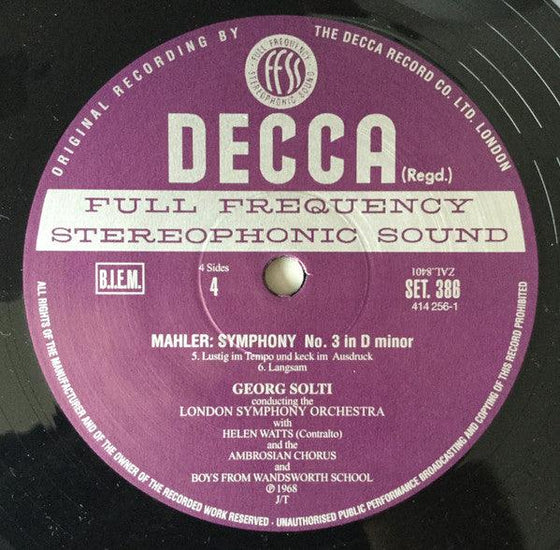 ORIGINAL RECORDING BY THE DECCA RECORD CO. LTD. LONDON
FULL FREQUENCY
ffss
STEREOPHONIC SOUND
DECCA (Regd.)
FULL FREQUENCY
STEREOPHONIC SOUND
B.I.E.M.
4 Sides
4
ZAL.8401
SET. 386
414 256-1
MAHLER: SYMPHONY No. 3 in D minor
5. Lustig im Tempo und keck im Ausdruck
6. Langsam
GEORG SOLTI
conducting the
LONDON SYMPHONY ORCHESTRA
with
HELEN WATTS (Contralto)
and the
AMBROSIAN CHORUS
and
BOYS FROM WANDSWORTH SCHOOL
℗ 1968
J/T
ALL RIGHTS OF THE MANUFACTURER AND OF THE OWNER OF THE RECORDED WORK RESERVED - UNAUTHORISED PUBLIC PERFORMANCE BROADCASTING AND COPYING OF THIS RECORD PROHIBITED